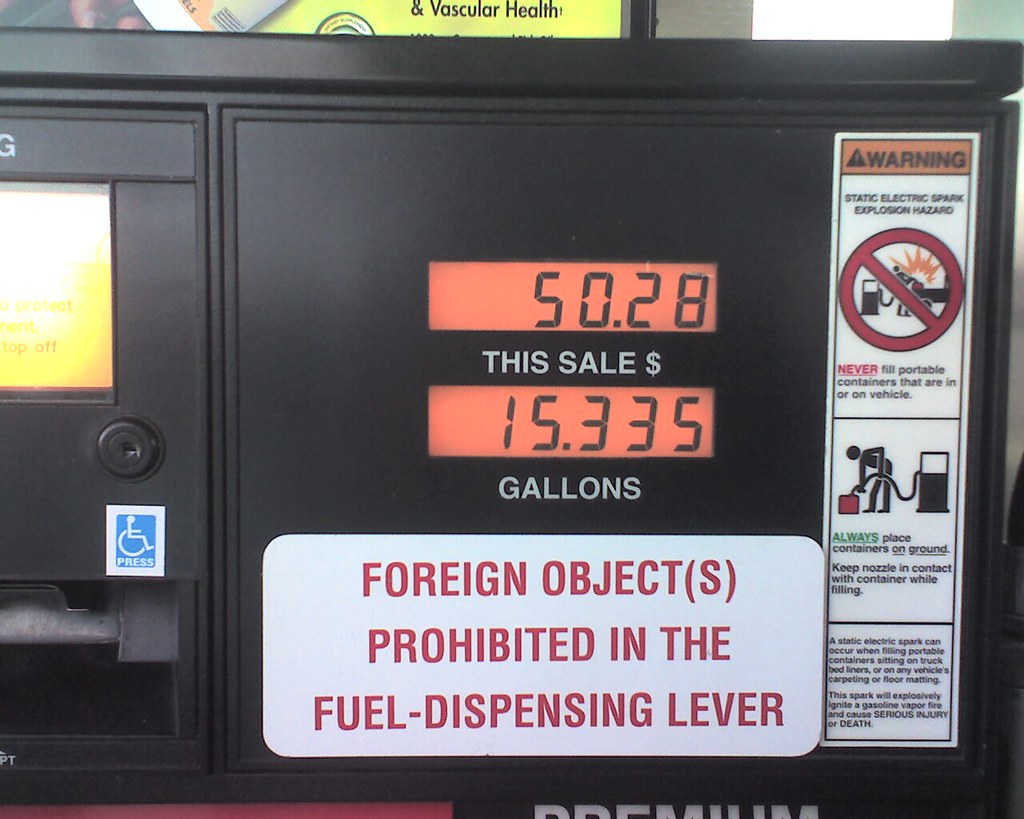 & Vascular Health†
G
protect
top off
PRESS
PT
50.28
THIS SALE $
15.335
GALLONS
FOREIGN OBJECT(S)
PROHIBITED IN THE
FUEL-DISPENSING LEVER
PREMIUM
WARNING
STATIC ELECTRIC SPARK
EXPLOSION HAZARD
NEVER fill portable
containers that are in
or on vehicle.
ALWAYS place
containers on ground.
Keep nozzle in contact
with container while
filling.
A static electric spark can
occur when filling portable
containers sitting on truck
bed liners, or on any vehicle's
carpeting or floor matting.
This spark will explosively
ignite a gasoline vapor fire
and cause SERIOUS INJURY
or DEATH.